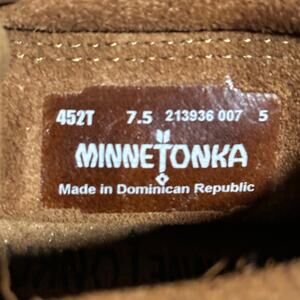 452T 7.5 213936 007 5
MINNETONKA
Made in Dominican Republic